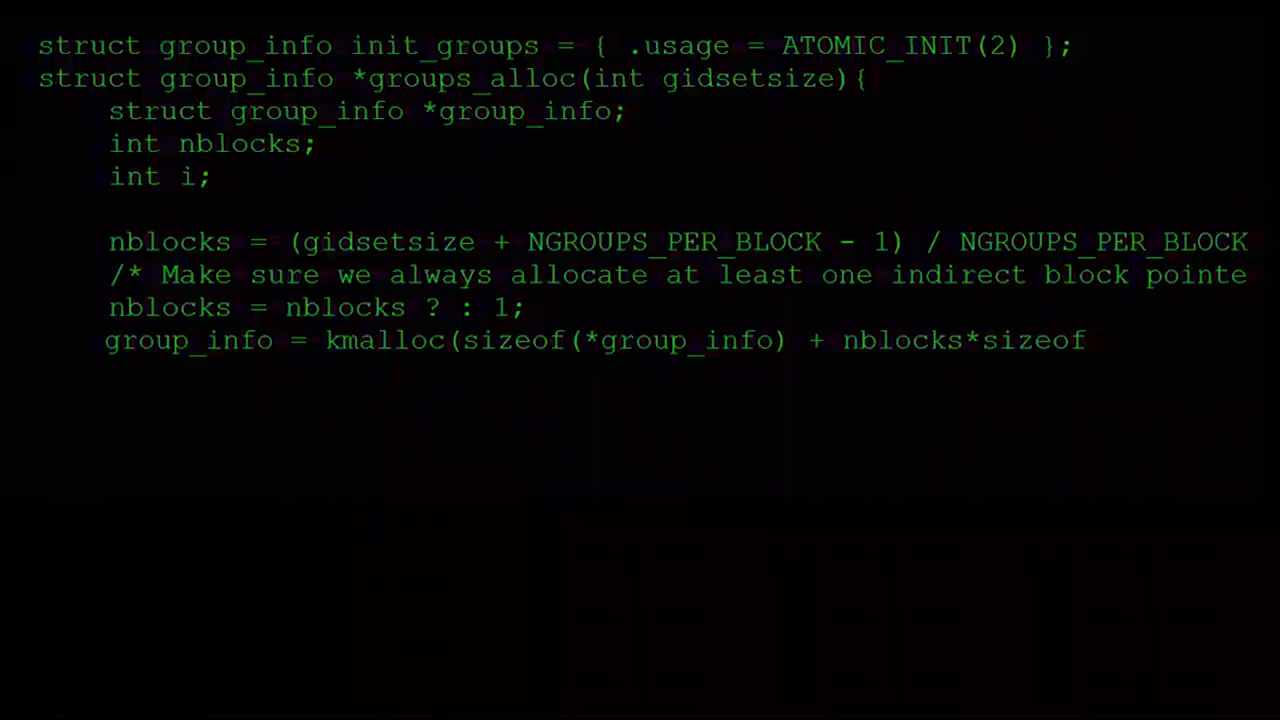 struct group_info init_groups = { .usage = ATOMIC_INIT(2) };
struct group_info *groups_alloc(int gidsetsize){
struct group_info *group_info;
int nblocks;
int i;
nblocks = (gidsetsize + NGROUPS_PER_BLOCK - 1) / NGROUPS_PER_BLOCK
/* Make sure we always allocate at least one indirect block pointe
nblocks = nblocks ? : 1;
group_info = kmalloc(sizeof(*group_info) + nblocks*sizeof